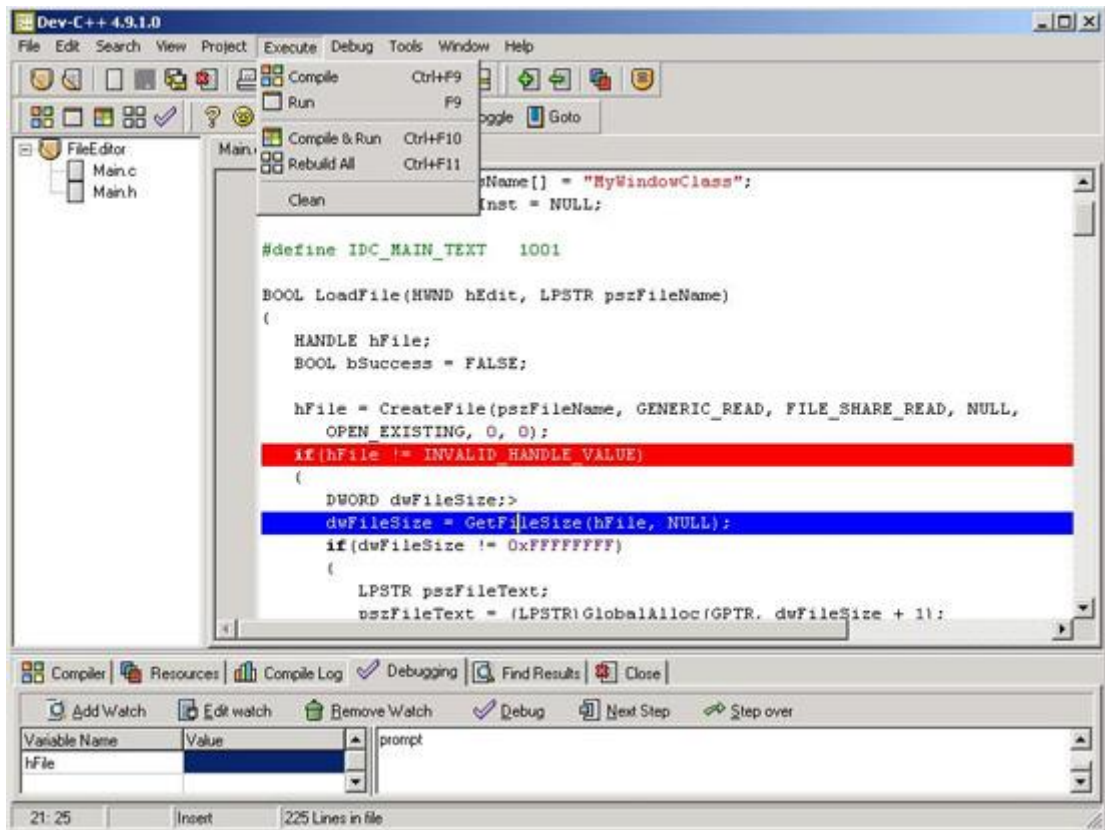 Dev-C++ 4.9.1.0
File Edit Search View Project Execute Debug Tools Window Help
Compile Ctrl+F9
Run F9
Compile & Run Ctrl+F10
Rebuild All Ctrl+F11
Clean
oggle Goto
FileEditor
Main.c
Main.h
Main.
sName[] = "MyWindowClass";
Inst = NULL;
#define IDC_MAIN_TEXT 1001
BOOL LoadFile(HWND hEdit, LPSTR pszFileName)
(
HANDLE hFile;
BOOL bSuccess = FALSE;
hFile = CreateFile(pszFileName, GENERIC_READ, FILE_SHARE_READ, NULL,
OPEN_EXISTING, 0, 0);
if(hFile != INVALID_HANDLE_VALUE)
(
DWORD dwFileSize;>
dwFileSize = GetFileSize(hFile, NULL);
if(dwFileSize != 0xFFFFFFFF)
(
LPSTR pszFileText;
pszFileText = (LPSTR)GlobalAlloc(GPTR, dwFileSize + 1);
Compiler Resources Compile Log Debugging Find Results Close
Add Watch Edit watch Remove Watch Debug Next Step Step over
Variable Name Value prompt
hFile
21: 25 Insert 225 Lines in file